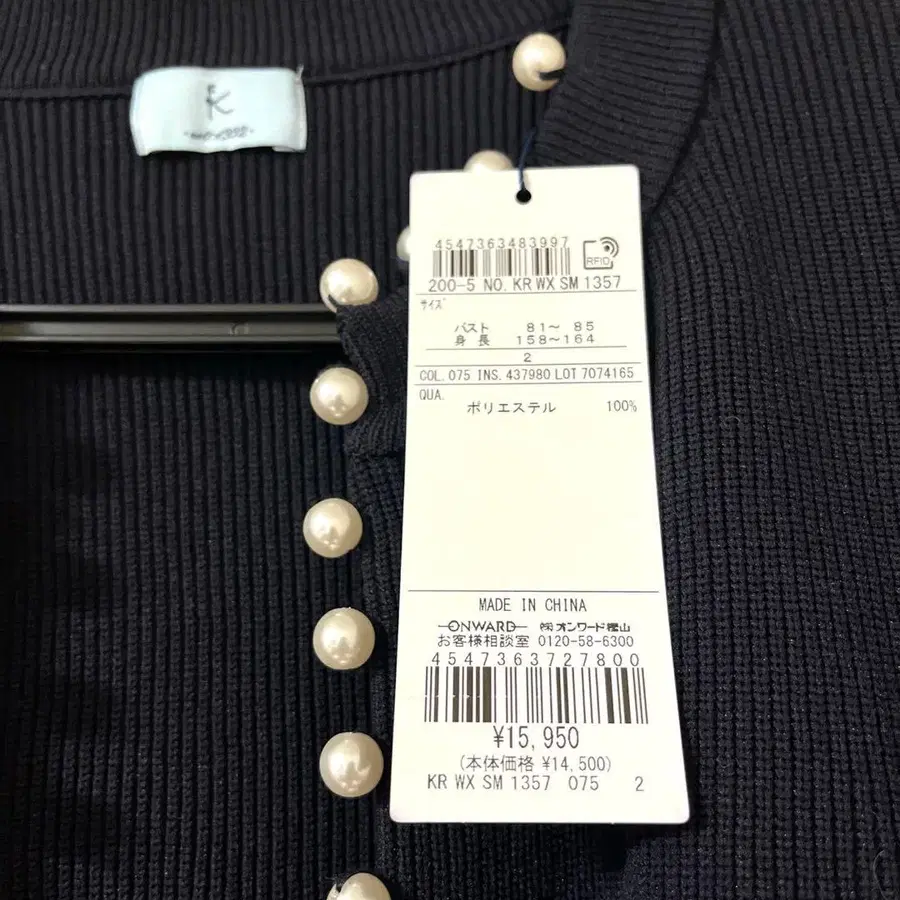 K
4547363483997
RFID
200-5 NO. KR WX SM 1357
サイズ
バスト 81～ 85
身 長 158～164
2
COL. 075 INS. 437980 LOT 7074165
QUA.
ポリエステル 100%
MADE IN CHINA
ONWARD ㈱オンワード樫山
お客様相談室 0120-58-6300
4547363727800
¥15,950
(本体価格 ¥14,500)
KR WX SM 1357 075 2